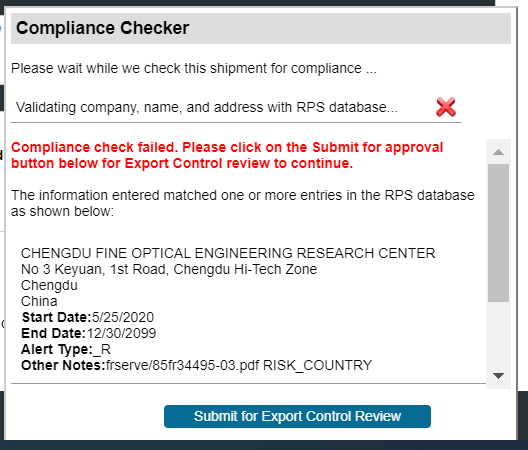 Compliance Checker
Please wait while we check this shipment for compliance ...
Validating company, name, and address with RPS database...
Compliance check failed. Please click on the Submit for approval
button below for Export Control review to continue.
The information entered matched one or more entries in the RPS database
as shown below:
CHENGDU FINE OPTICAL ENGINEERING RESEARCH CENTER
No 3 Keyuan, 1st Road, Chengdu Hi-Tech Zone
Chengdu
China
Start Date:5/25/2020
End Date:12/30/2099
Alert Type:_R
Other Notes:frserve/85fr34495-03.pdf RISK_COUNTRY
Submit for Export Control Review